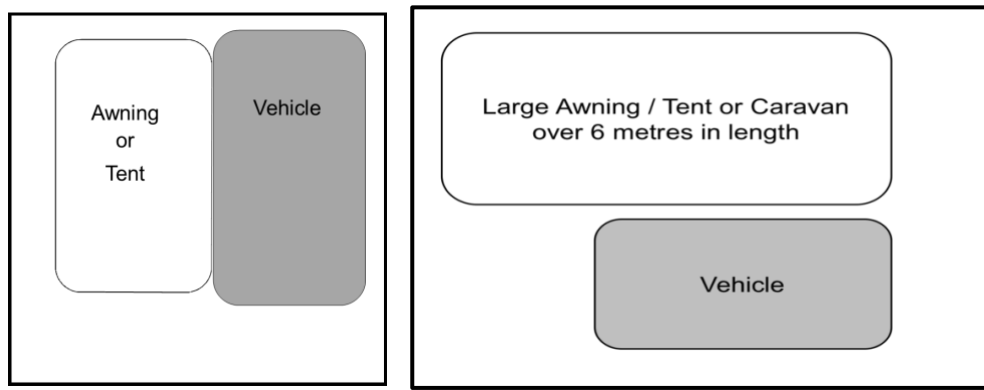 Awning
or
Tent
Vehicle
Large Awning / Tent or Caravan
over 6 metres in length
Vehicle